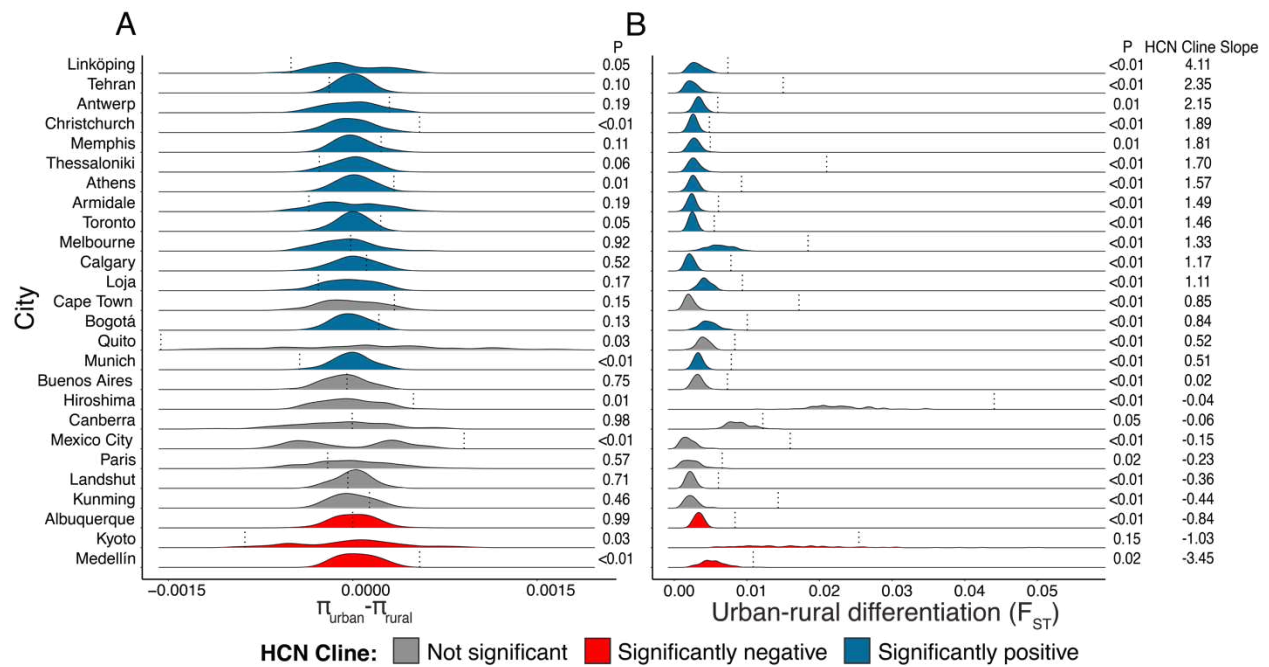 A B
P P HCN Cline Slope
Linköping 0.05 <0.01 4.11
Tehran 0.10 <0.01 2.35
Antwerp 0.19 0.01 2.15
Christchurch <0.01 <0.01 1.89
Memphis 0.11 0.01 1.81
Thessaloniki 0.06 <0.01 1.70
Athens 0.01 <0.01 1.57
Armidale 0.19 <0.01 1.49
Toronto 0.05 <0.01 1.46
Melbourne 0.92 <0.01 1.33
Calgary 0.52 <0.01 1.17
Loja 0.17 <0.01 1.11
Cape Town 0.15 <0.01 0.85
Bogotá 0.13 <0.01 0.84
Quito 0.03 <0.01 0.52
Munich <0.01 <0.01 0.51
Buenos Aires 0.75 <0.01 0.02
Hiroshima 0.01 <0.01 -0.04
Canberra 0.98 0.05 -0.06
Mexico City <0.01 <0.01 -0.15
Paris 0.57 0.02 -0.23
Landshut 0.71 <0.01 -0.36
Kunming 0.46 <0.01 -0.44
Albuquerque 0.99 <0.01 -0.84
Kyoto 0.03 0.15 -1.03
Medellín <0.01 0.02 -3.45
City
−0.0015 0.0000 0.0015 0.00 0.01 0.02 0.03 0.04 0.05
πurban-πrural Urban-rural differentiation (FST)
HCN Cline: Not significant Significantly negative Significantly positive